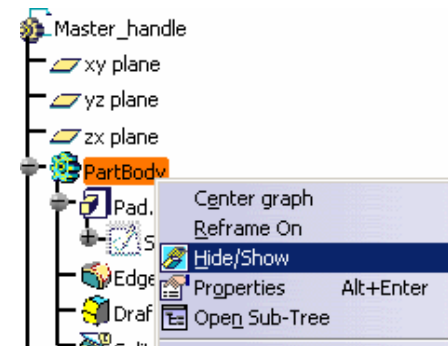 Master_handle
xy plane
yz plane
zx plane
PartBody
Pad.
Center graph
Reframe On
Hide/Show
Edge
Properties Alt+Enter
Draf
Open Sub-Tree